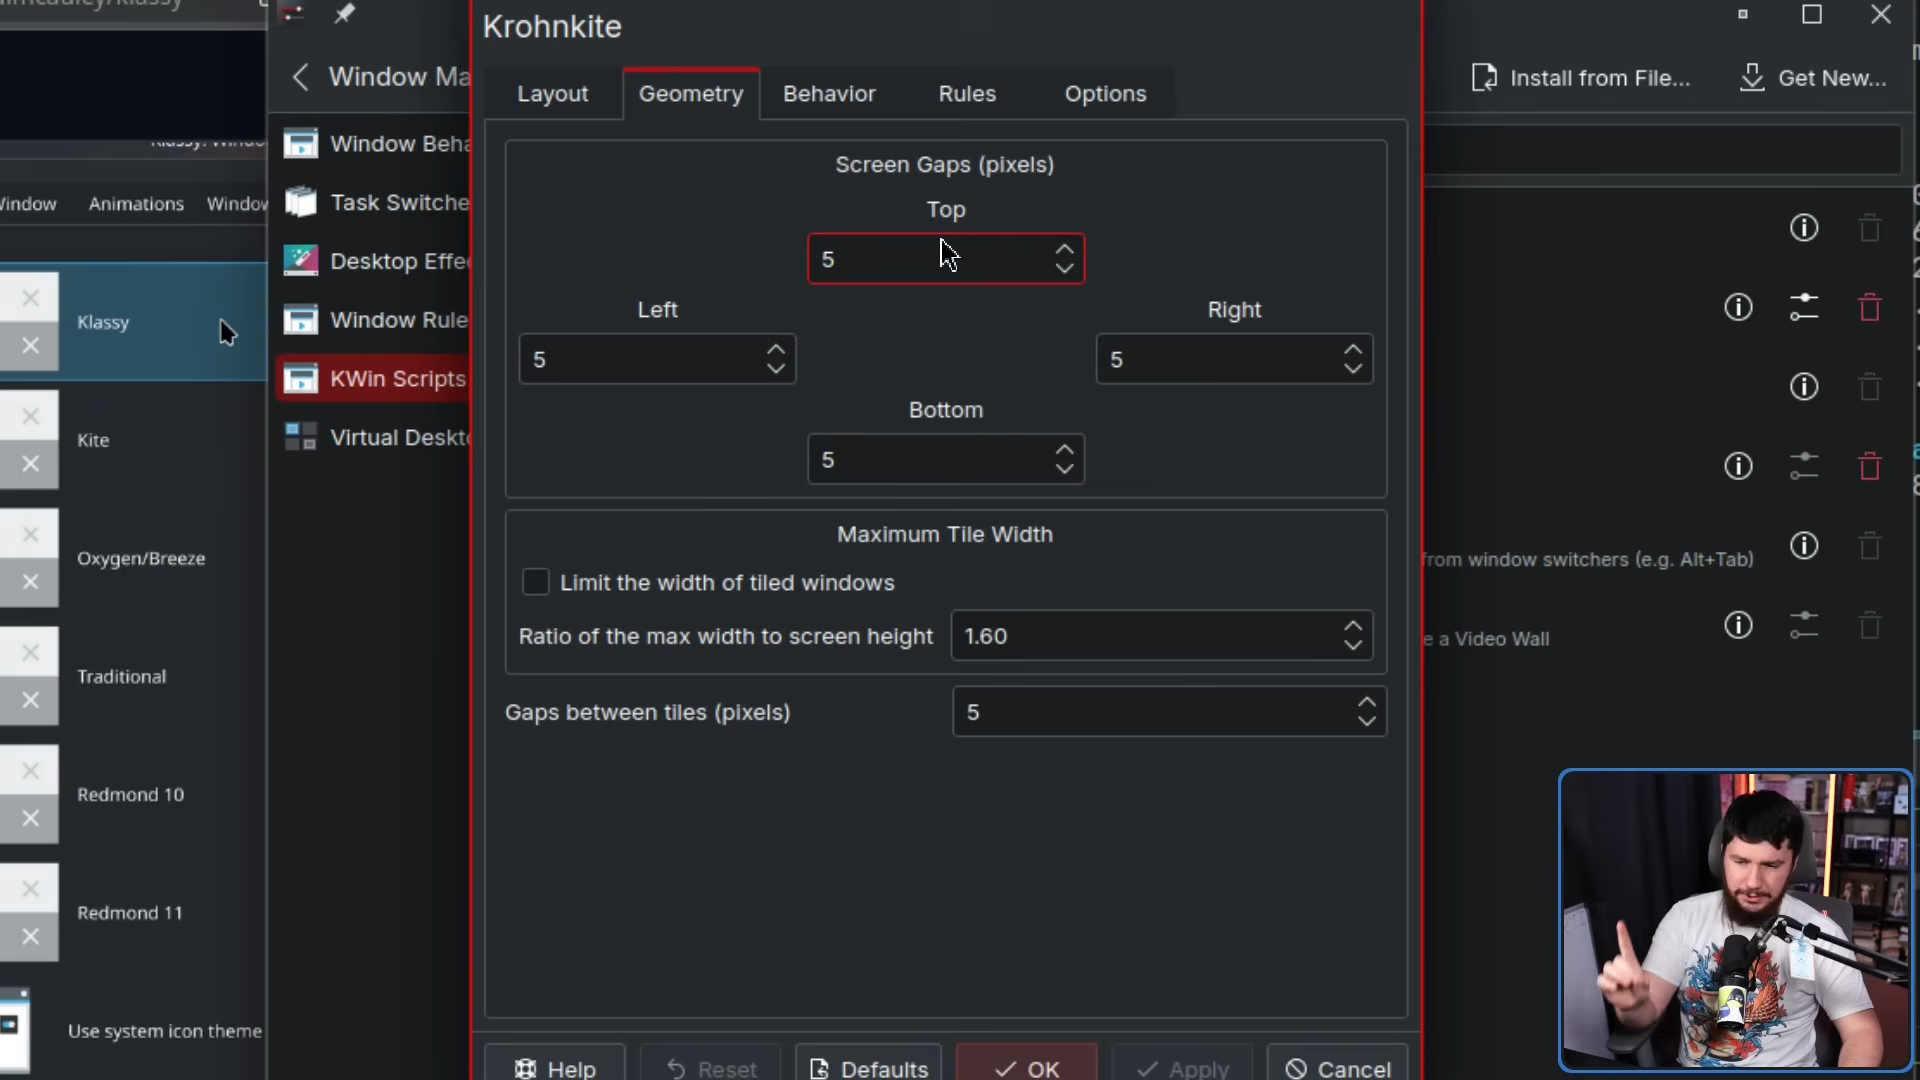 Krohnkite
Window Ma
Install from File...
Get New...
Layout
Geometry
Behavior
Rules
Options
Window Beha
Task Switche
Desktop Effec
Window Rule
KWin Scripts
Virtual Deskto
Screen Gaps (pixels)
Top
5
Left
Right
5
5
Bottom
5
Maximum Tile Width
Limit the width of tiled windows
Ratio of the max width to screen height
1.60
Gaps between tiles (pixels)
5
from window switchers (e.g. Alt+Tab)
e a Video Wall
Help
Reset
Defaults
OK
Apply
Cancel
Window
Animations
Window
Klassy
Kite
Oxygen/Breeze
Traditional
Redmond 10
Redmond 11
Use system icon theme